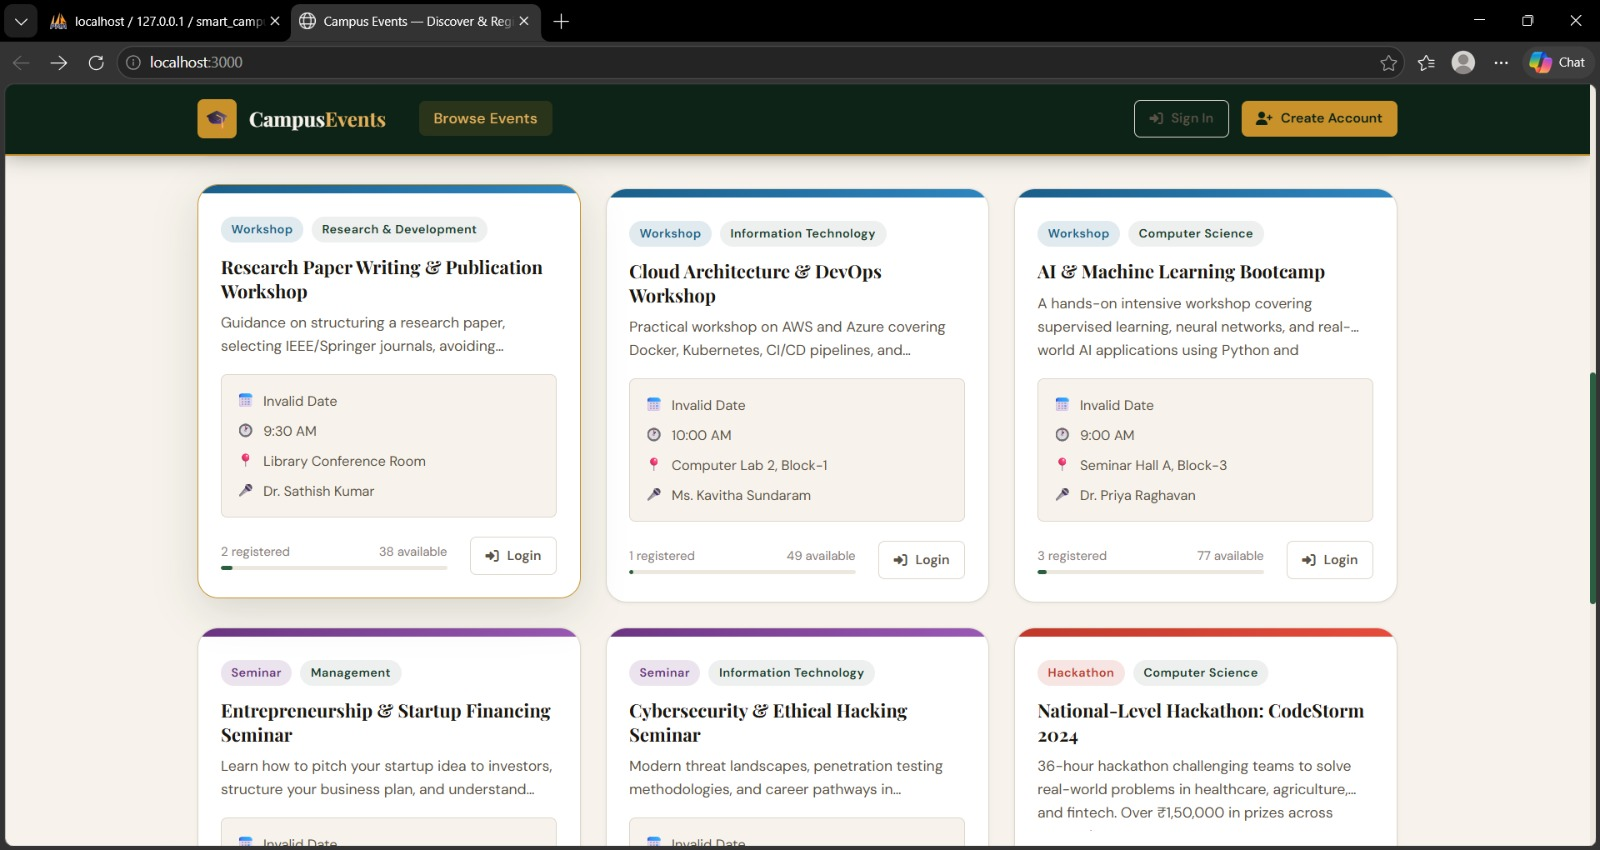 localhost / 127.0.0.1 / smart_camp
Campus Events — Discover & Reg
localhost:3000
Chat
CampusEvents
Browse Events
Sign In
Create Account
Workshop
Research & Development
Research Paper Writing & Publication
Workshop
Guidance on structuring a research paper,
selecting IEEE/Springer journals, avoiding...
Invalid Date
9:30 AM
Library Conference Room
Dr. Sathish Kumar
2 registered
38 available
Login
Workshop
Information Technology
Cloud Architecture & DevOps
Workshop
Practical workshop on AWS and Azure covering
Docker, Kubernetes, CI/CD pipelines, and...
Invalid Date
10:00 AM
Computer Lab 2, Block-1
Ms. Kavitha Sundaram
1 registered
49 available
Login
Workshop
Computer Science
AI & Machine Learning Bootcamp
A hands-on intensive workshop covering
supervised learning, neural networks, and real-...
world AI applications using Python and
Invalid Date
9:00 AM
Seminar Hall A, Block-3
Dr. Priya Raghavan
3 registered
77 available
Login
Seminar
Management
Entrepreneurship & Startup Financing
Seminar
Learn how to pitch your startup idea to investors,
structure your business plan, and understand...
Invalid Date
Seminar
Information Technology
Cybersecurity & Ethical Hacking
Seminar
Modern threat landscapes, penetration testing
methodologies, and career pathways in...
Invalid Date
Hackathon
Computer Science
National-Level Hackathon: CodeStorm
2024
36-hour hackathon challenging teams to solve
real-world problems in healthcare, agriculture,...
and fintech. Over ₹1,50,000 in prizes across